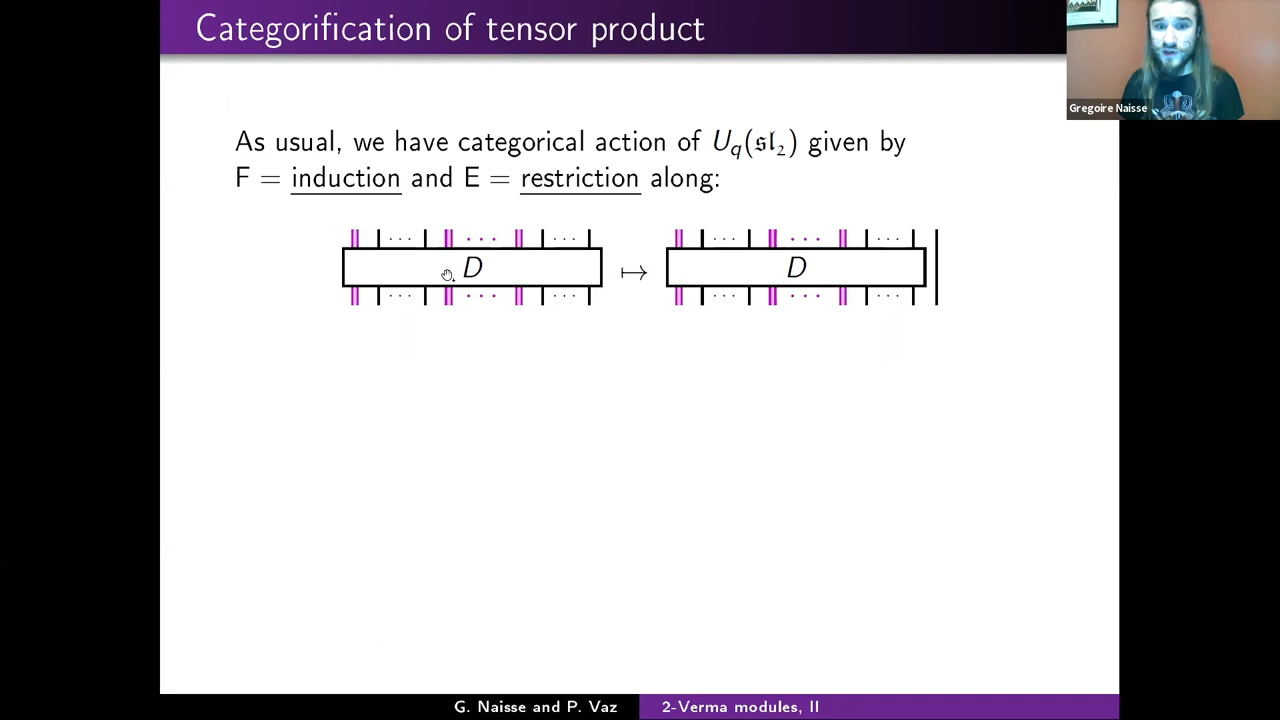 Categorification of tensor product
Gregoire Naisse
As usual, we have categorical action of U_q(𝔰𝔩₂) given by
F = induction and E = restriction along:
··· ··· ··· ··· ··· ···
D ↦ D
··· ··· ··· ··· ··· ···
G. Naisse and P. Vaz 2-Verma modules, II